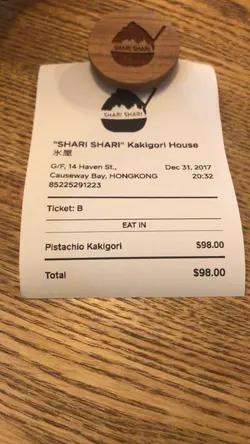 SHARI SHARI
SHARI SHARI
"SHARI SHARI" Kakigori House
氷屋
G/F, 14 Haven St., Dec 31, 2017
Causeway Bay, HONGKONG 20:32
85225291223
Ticket: B
EAT IN
Pistachio Kakigori $98.00
Total $98.00